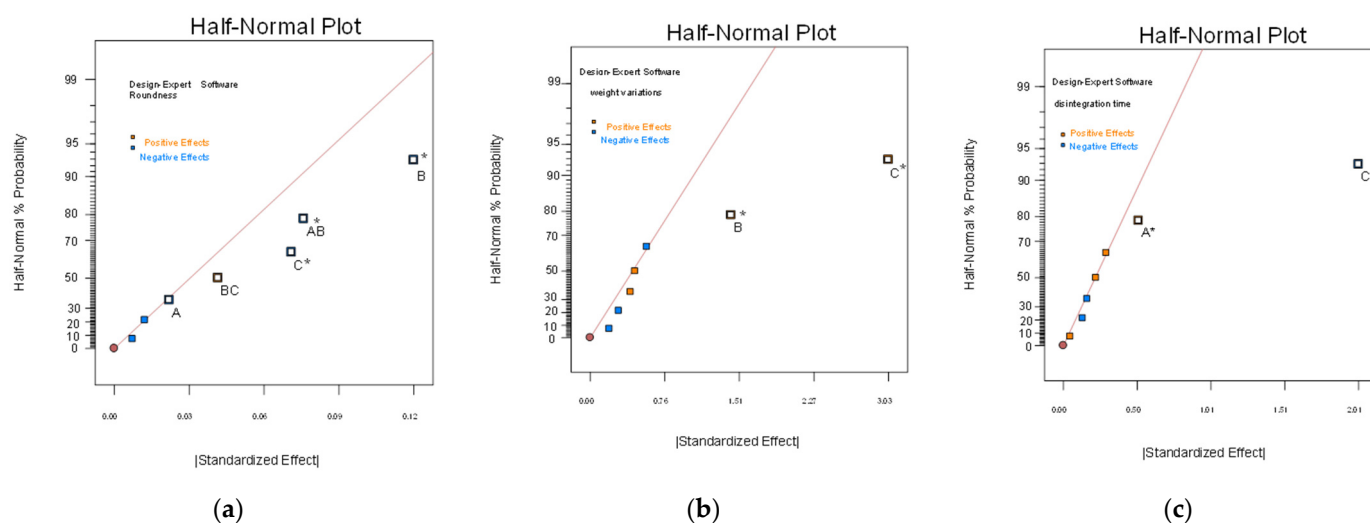 Half-Normal Plot
Design-Expert Software
Roundness
Positive Effects
Negative Effects
Half-Normal % Probability
99
95
90
80
70
50
30
20
10
0
B *
AB *
C *
BC
A
0.00 0.03 0.06 0.09 0.12
|Standardized Effect|
(a)
Half-Normal Plot
Design-Expert Software
weight variations
Positive Effects
Negative Effects
Half-Normal % Probability
99
95
90
80
70
50
30
20
10
0
C*
B *
0.00 0.76 1.51 2.27 3.03
|Standardized Effect|
(b)
Half-Normal Plot
Design-Expert Software
disintegration time
Positive Effects
Negative Effects
Half-Normal % Probability
99
95
90
80
70
50
30
20
10
0
C
A*
0.00 0.50 1.01 1.51 2.01
|Standardized Effect|
(c)